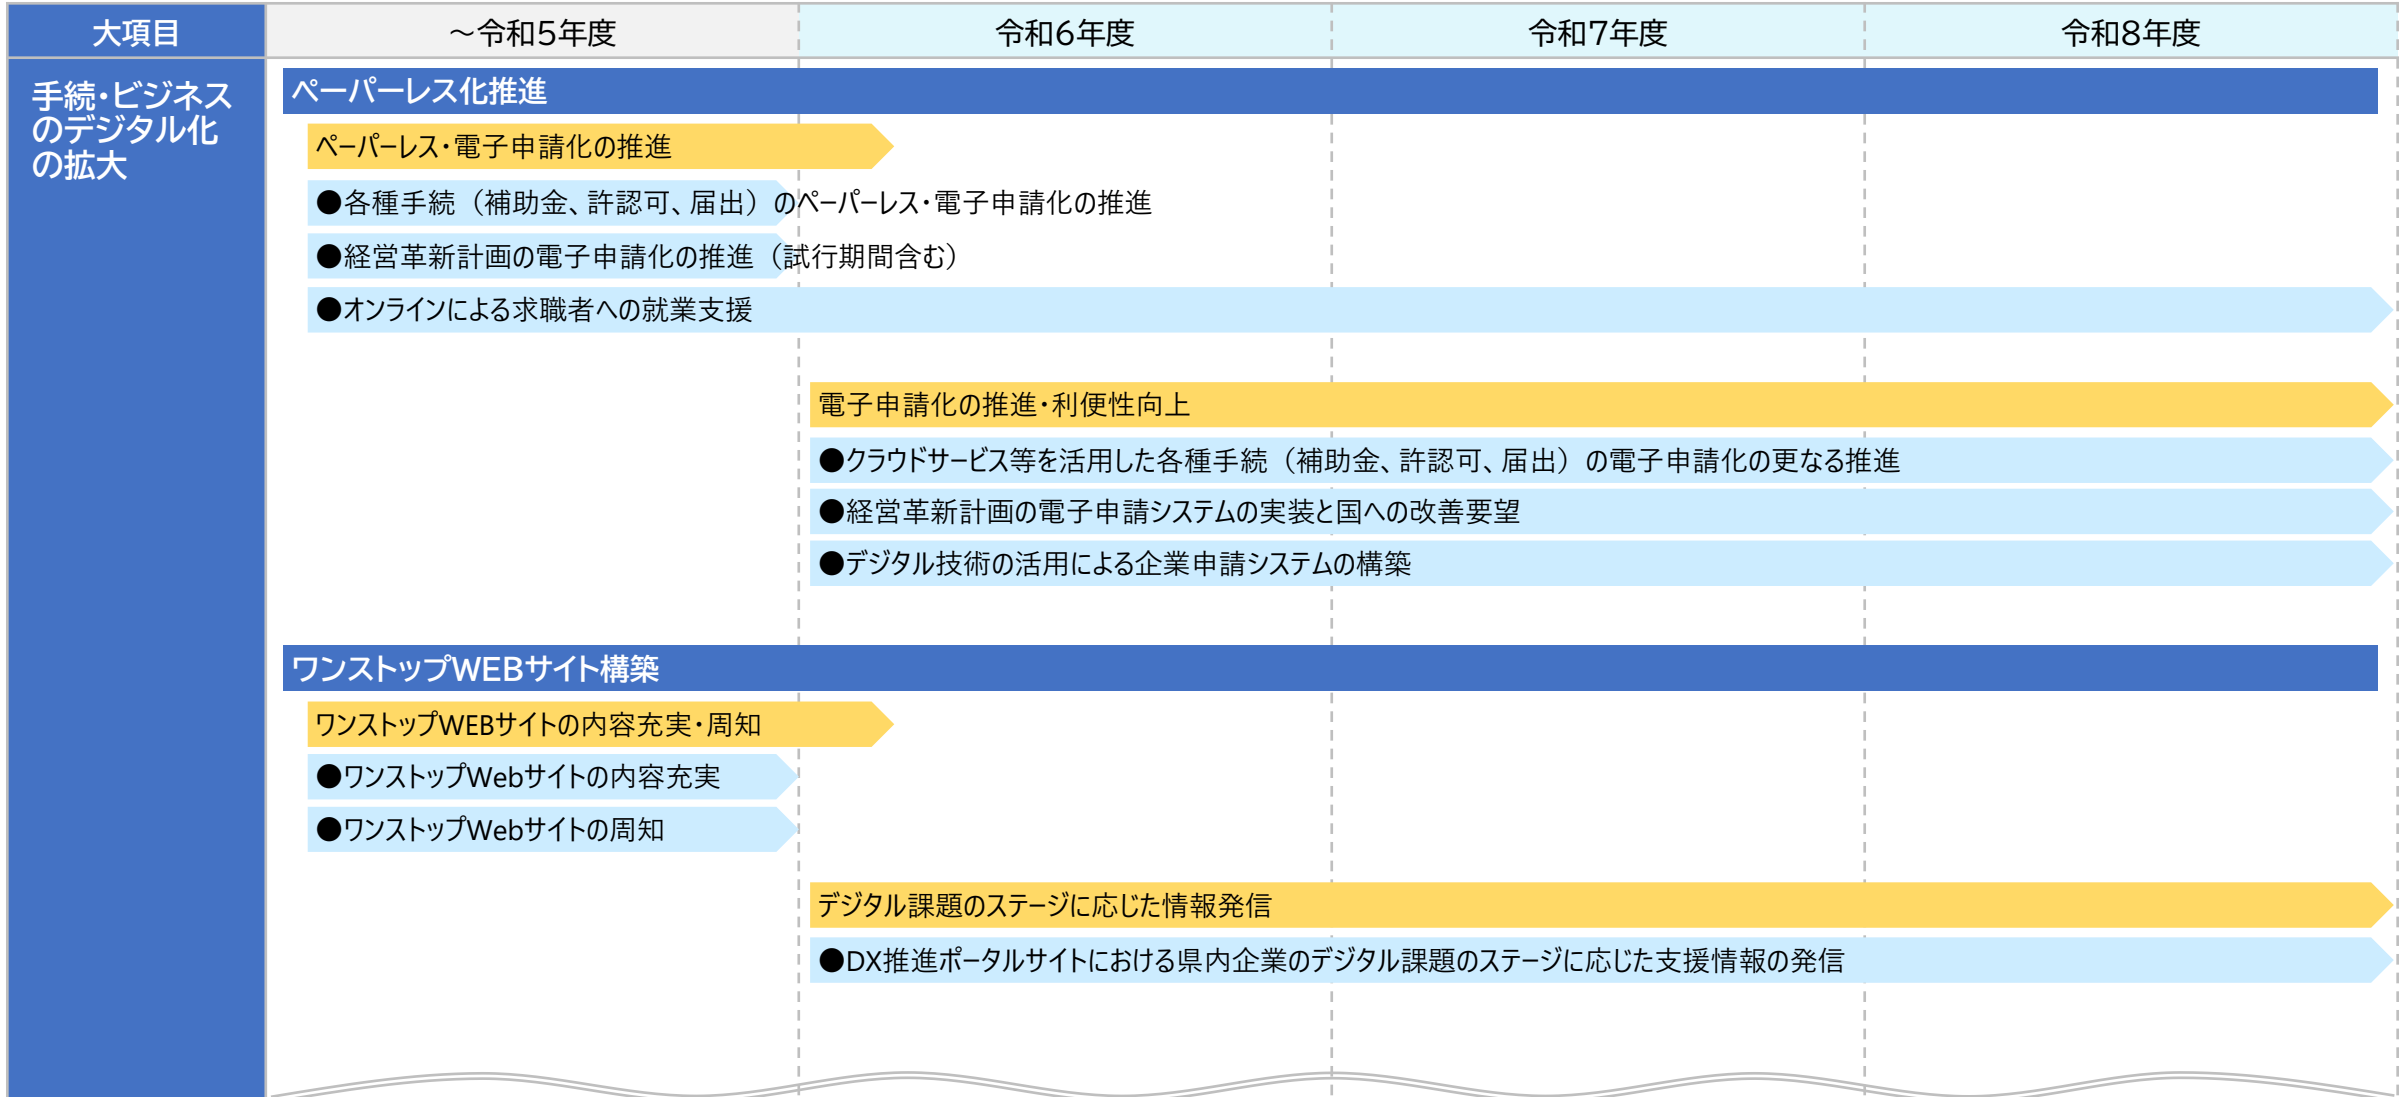 大項目
～令和5年度
令和6年度
令和7年度
令和8年度
手続・ビジネス
のデジタル化
の拡大
ペーパーレス化推進
ペーパーレス・電子申請化の推進
●各種手続（補助金、許認可、届出）のペーパーレス・電子申請化の推進
●経営革新計画の電子申請化の推進（試行期間含む）
●オンラインによる求職者への就業支援
電子申請化の推進・利便性向上
●クラウドサービス等を活用した各種手続（補助金、許認可、届出）の電子申請化の更なる推進
●経営革新計画の電子申請システムの実装と国への改善要望
●デジタル技術の活用による企業申請システムの構築
ワンストップWEBサイト構築
ワンストップWEBサイトの内容充実・周知
●ワンストップWebサイトの内容充実
●ワンストップWebサイトの周知
デジタル課題のステージに応じた情報発信
●DX推進ポータルサイトにおける県内企業のデジタル課題のステージに応じた支援情報の発信